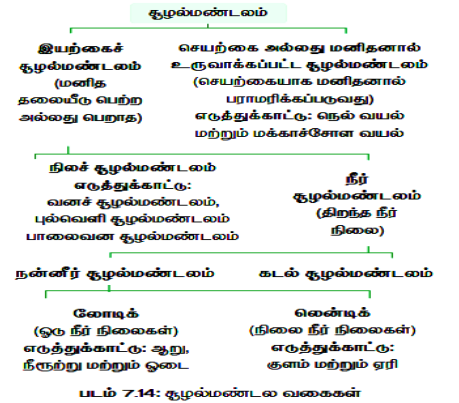 சூழல்மண்டலம்
இயற்கைச்
சூழல்மண்டலம்
(மனித
தலையீடு பெற்ற
அல்லது பெறாத)
செயற்கை அல்லது மனிதனால்
உருவாக்கப்பட்ட சூழல்மண்டலம்
(செயற்கையாக மனிதனால்
பராமரிக்கப்படுவது)
எடுத்துக்காட்டு: நெல் வயல்
மற்றும் மக்காச்சோள வயல்
நிலச் சூழல்மண்டலம்
எடுத்துக்காட்டு:
வனச் சூழல்மண்டலம்,
புல்வெளி சூழல்மண்டலம்
பாலைவன சூழல்மண்டலம்
நீர்
சூழல்மண்டலம்
(திறந்த நீர்
நிலை)
நன்னீர் சூழல்மண்டலம்
கடல் சூழல்மண்டலம்
லோடிக்
(ஓடு நீர் நிலைகள்)
எடுத்துக்காட்டு: ஆறு,
நீரூற்று மற்றும் ஓடை
லென்டிக்
(நிலை நீர் நிலைகள்)
எடுத்துக்காட்டு:
குளம் மற்றும் ஏரி
படம் 7.14: சூழல்மண்டல வகைகள்